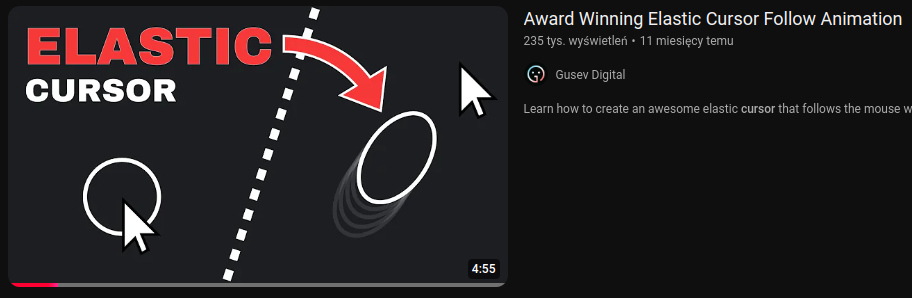 ELASTIC
CURSOR
4:55
Award Winning Elastic Cursor Follow Animation
235 tys. wyświetleń • 11 miesięcy temu
Gusev Digital
Learn how to create an awesome elastic cursor that follows the mouse w